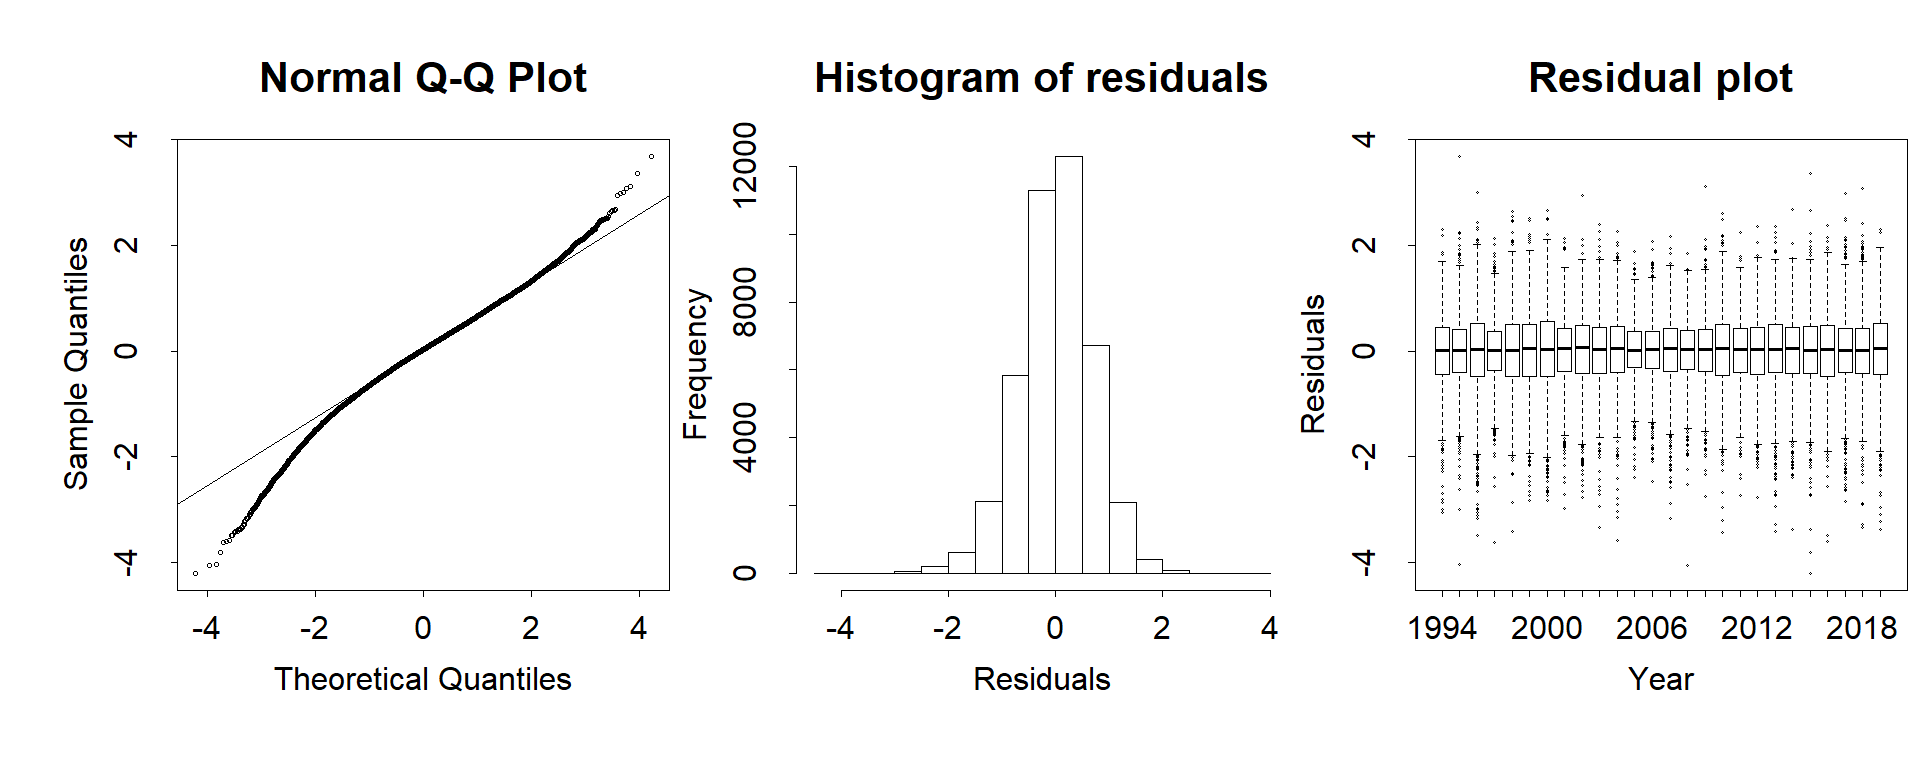 Normal Q-Q Plot
Sample Quantiles
4
2
0
-2
-4
-4 -2 0 2 4
Theoretical Quantiles
Histogram of residuals
Frequency
12000
8000
4000
0
-4 -2 0 2 4
Residuals
Residual plot
Residuals
4
2
0
-2
-4
1994 2000 2006 2012 2018
Year